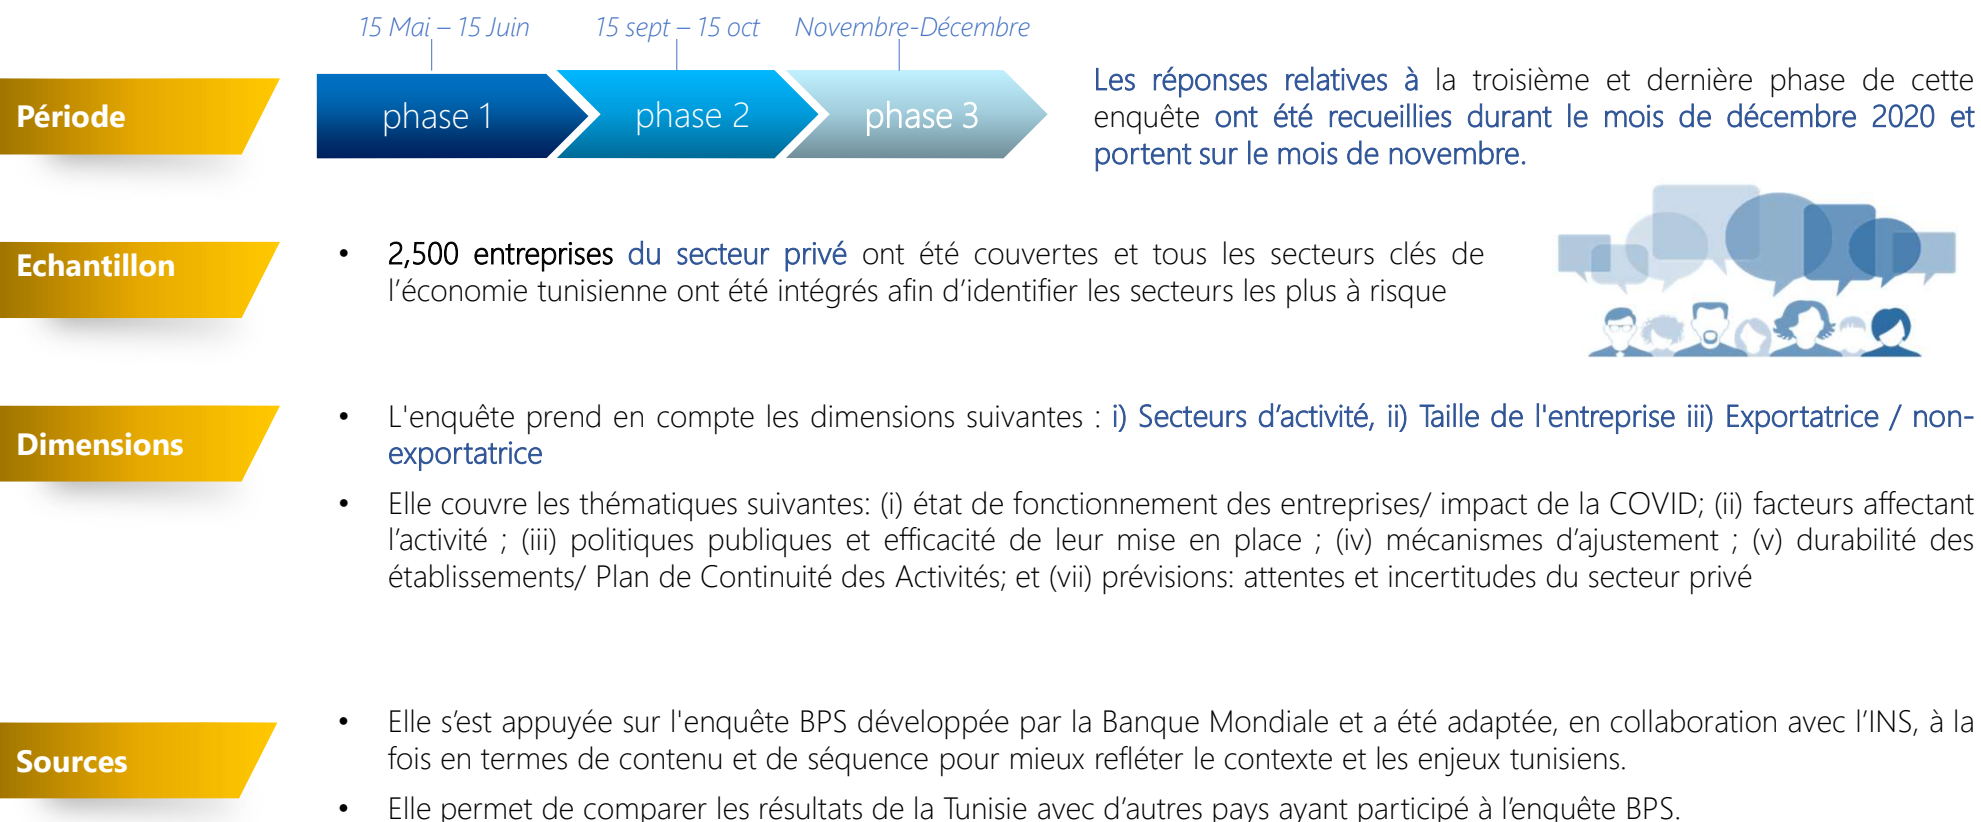 15 Mai – 15 Juin
15 sept – 15 oct
Novembre-Décembre
Période
phase 1
phase 2
phase 3
Les réponses relatives à la troisième et dernière phase de cette
enquête ont été recueillies durant le mois de décembre 2020 et
portent sur le mois de novembre.
Echantillon
• 2,500 entreprises du secteur privé ont été couvertes et tous les secteurs clés de
l’économie tunisienne ont été intégrés afin d’identifier les secteurs les plus à risque
Dimensions
• L'enquête prend en compte les dimensions suivantes : i) Secteurs d’activité, ii) Taille de l'entreprise iii) Exportatrice / non-
exportatrice
• Elle couvre les thématiques suivantes: (i) état de fonctionnement des entreprises/ impact de la COVID; (ii) facteurs affectant
l’activité ; (iii) politiques publiques et efficacité de leur mise en place ; (iv) mécanismes d’ajustement ; (v) durabilité des
établissements/ Plan de Continuité des Activités; et (vii) prévisions: attentes et incertitudes du secteur privé
Sources
• Elle s’est appuyée sur l'enquête BPS développée par la Banque Mondiale et a été adaptée, en collaboration avec l’INS, à la
fois en termes de contenu et de séquence pour mieux refléter le contexte et les enjeux tunisiens.
• Elle permet de comparer les résultats de la Tunisie avec d’autres pays ayant participé à l’enquête BPS.